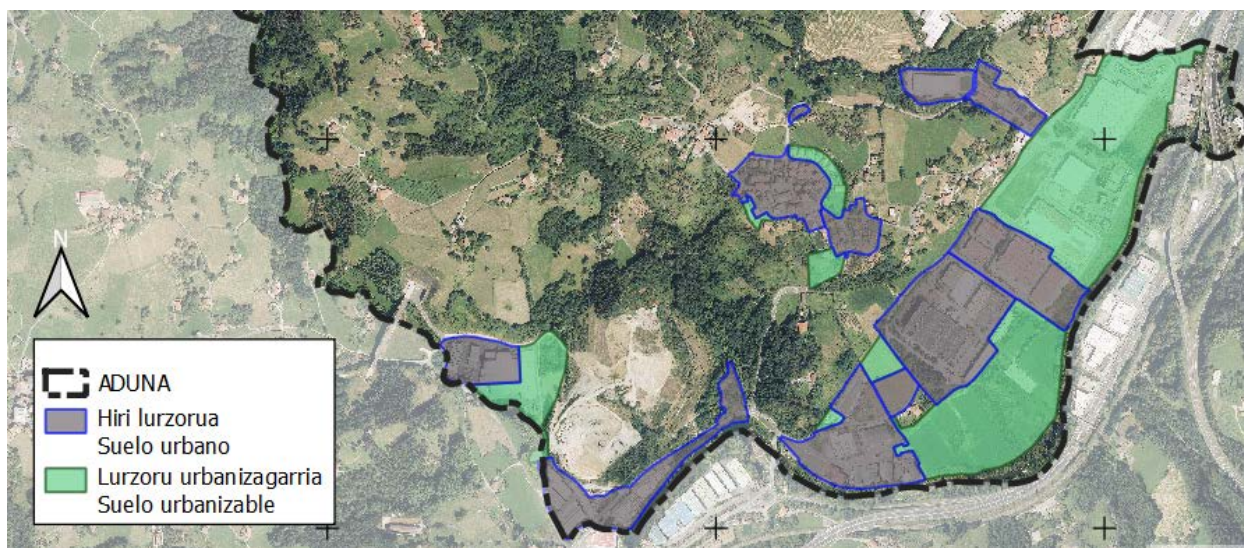 N
ADUNA
Hiri lurzorua
Suelo urbano
Lurzoru urbanizagarria
Suelo urbanizable